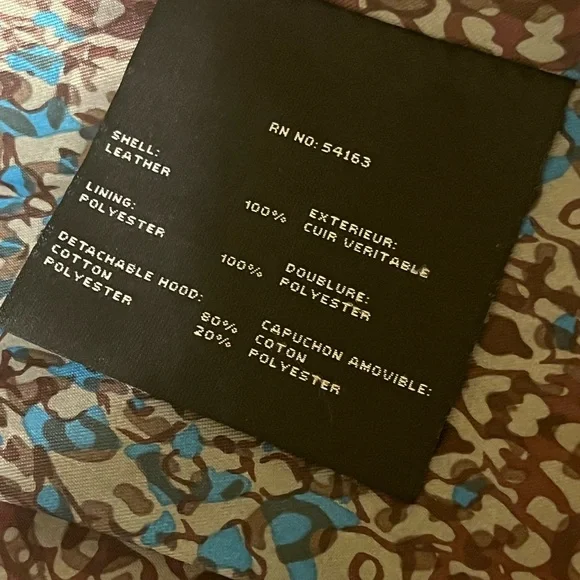 RN NO: 54163
SHELL: EXTERIEUR:
LEATHER 100% CUIR VERITABLE
LINING: DOUBLURE:
POLYESTER 100% POLYESTER
DETACHABLE HOOD: CAPUCHON AMOVIBLE:
COTTON 80% COTON
POLYESTER 20% POLYESTER